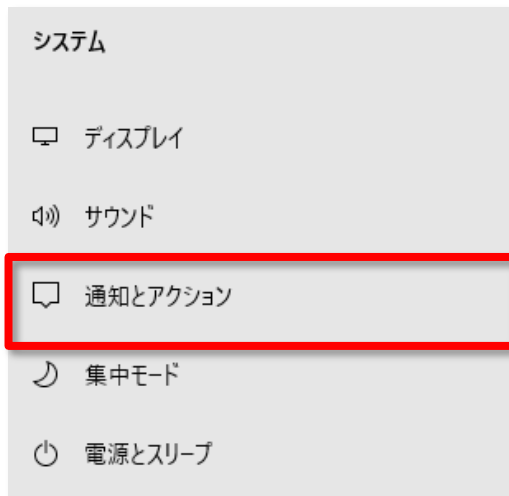 システム
ディスプレイ
サウンド
通知とアクション
集中モード
電源とスリープ